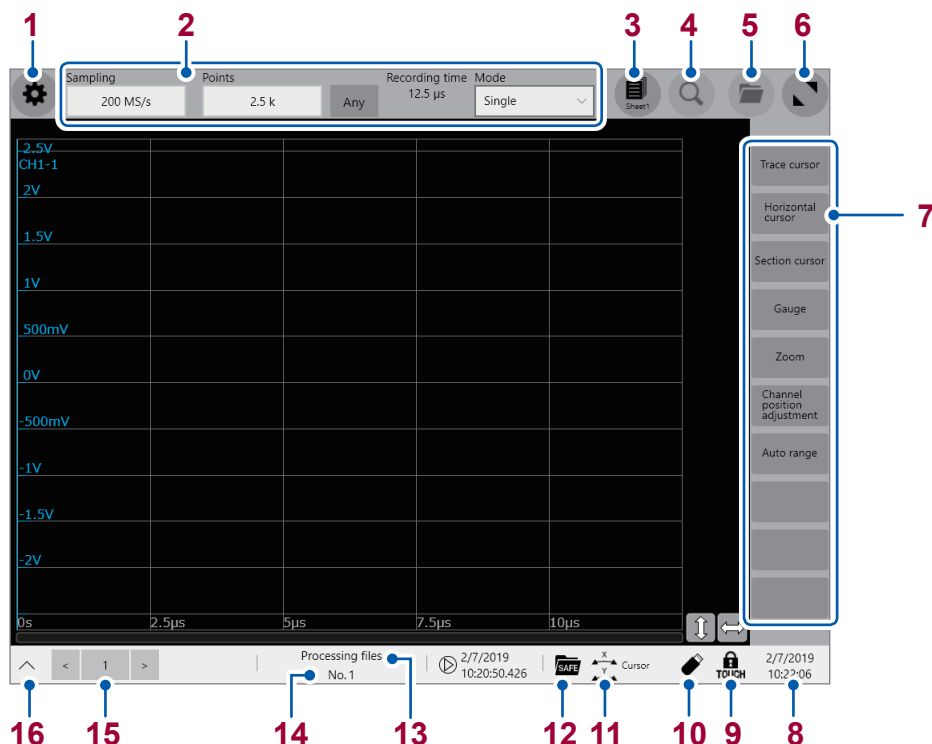 1
2
3
4
5
6
Sampling
Points
Recording time
Mode
200 MS/s
2.5 k
Any
12.5 µs
Single
Sheet1
2.5V
CH1-1
2V
1.5V
1V
500mV
0V
-500mV
-1V
-1.5V
-2V
0s
2.5µs
5µs
7.5µs
10µs
Trace cursor
Horizontal
cursor
Section cursor
Gauge
Zoom
Channel
position
adjustment
Auto range
7
<
1
>
Processing files
No. 1
2/7/2019
10:20:50.426
SAFE
X
Y
Cursor
TOUCH
2/7/2019
10:22:06
16
15
14
13
12
11
10
9
8